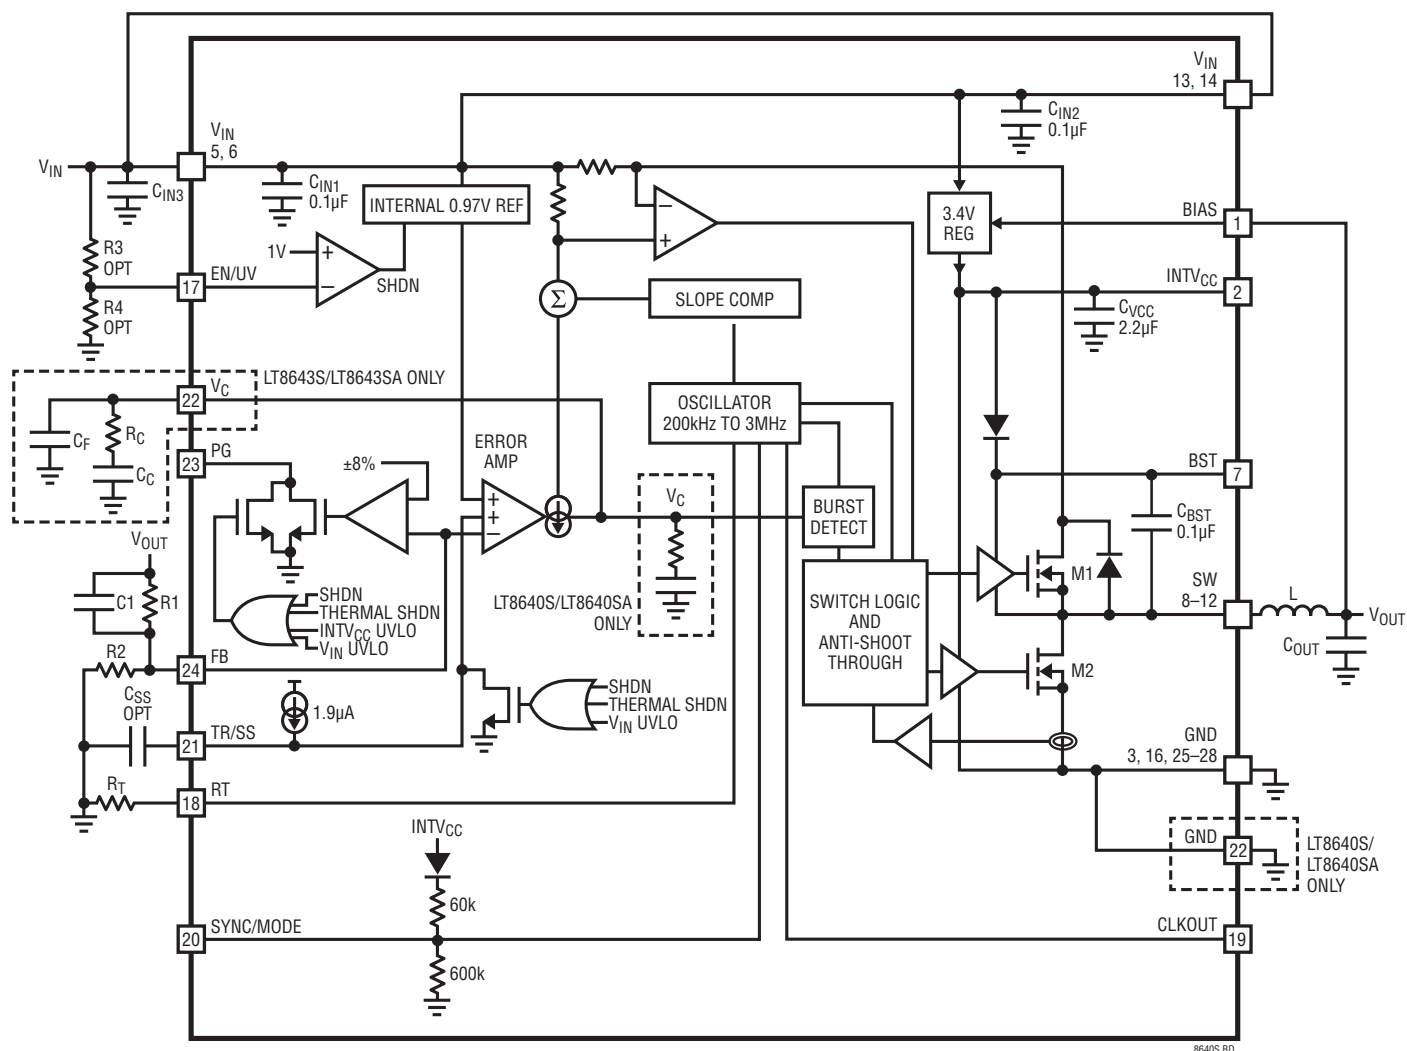 VIN
13, 14
VIN
5, 6
VIN
CIN3
CIN1
0.1µF
CIN2
0.1µF
INTERNAL 0.97V REF
3.4V
REG
BIAS
1
R3
OPT
1V
+
–
SHDN
–
+
EN/UV
17
R4
OPT
Σ
SLOPE COMP
INTVCC
2
CVCC
2.2µF
LT8643S/LT8643SA ONLY
VC
22
CF
RC
CC
OSCILLATOR
200kHz TO 3MHz
PG
23
±8%
ERROR
AMP
+
+
–
VC
BURST
DETECT
BST
7
CBST
0.1µF
VOUT
C1
R1
SHDN
THERMAL SHDN
INTVCC UVLO
VIN UVLO
LT8640S/LT8640SA
ONLY
SWITCH LOGIC
AND
ANTI-SHOOT
THROUGH
M1
SW
8–12
L
VOUT
COUT
M2
R2
FB
24
CSS
OPT
1.9µA
SHDN
THERMAL SHDN
VIN UVLO
TR/SS
21
GND
3, 16, 25–28
RT
RT
18
INTVCC
GND
22
LT8640S/
LT8640SA
ONLY
60k
SYNC/MODE
20
CLKOUT
19
600k
8640S BD